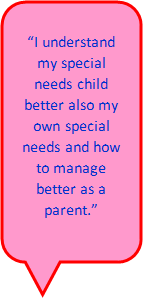 “I understand
my special
needs child
better also my
own special
needs and how
to manage
better as a
parent.”